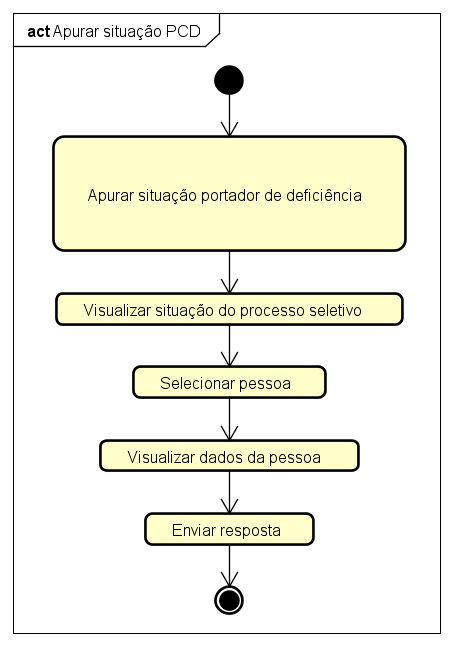 act Apurar situação PCD
Apurar situação portador de deficiência
Visualizar situação do processo seletivo
Selecionar pessoa
Visualizar dados da pessoa
Enviar resposta